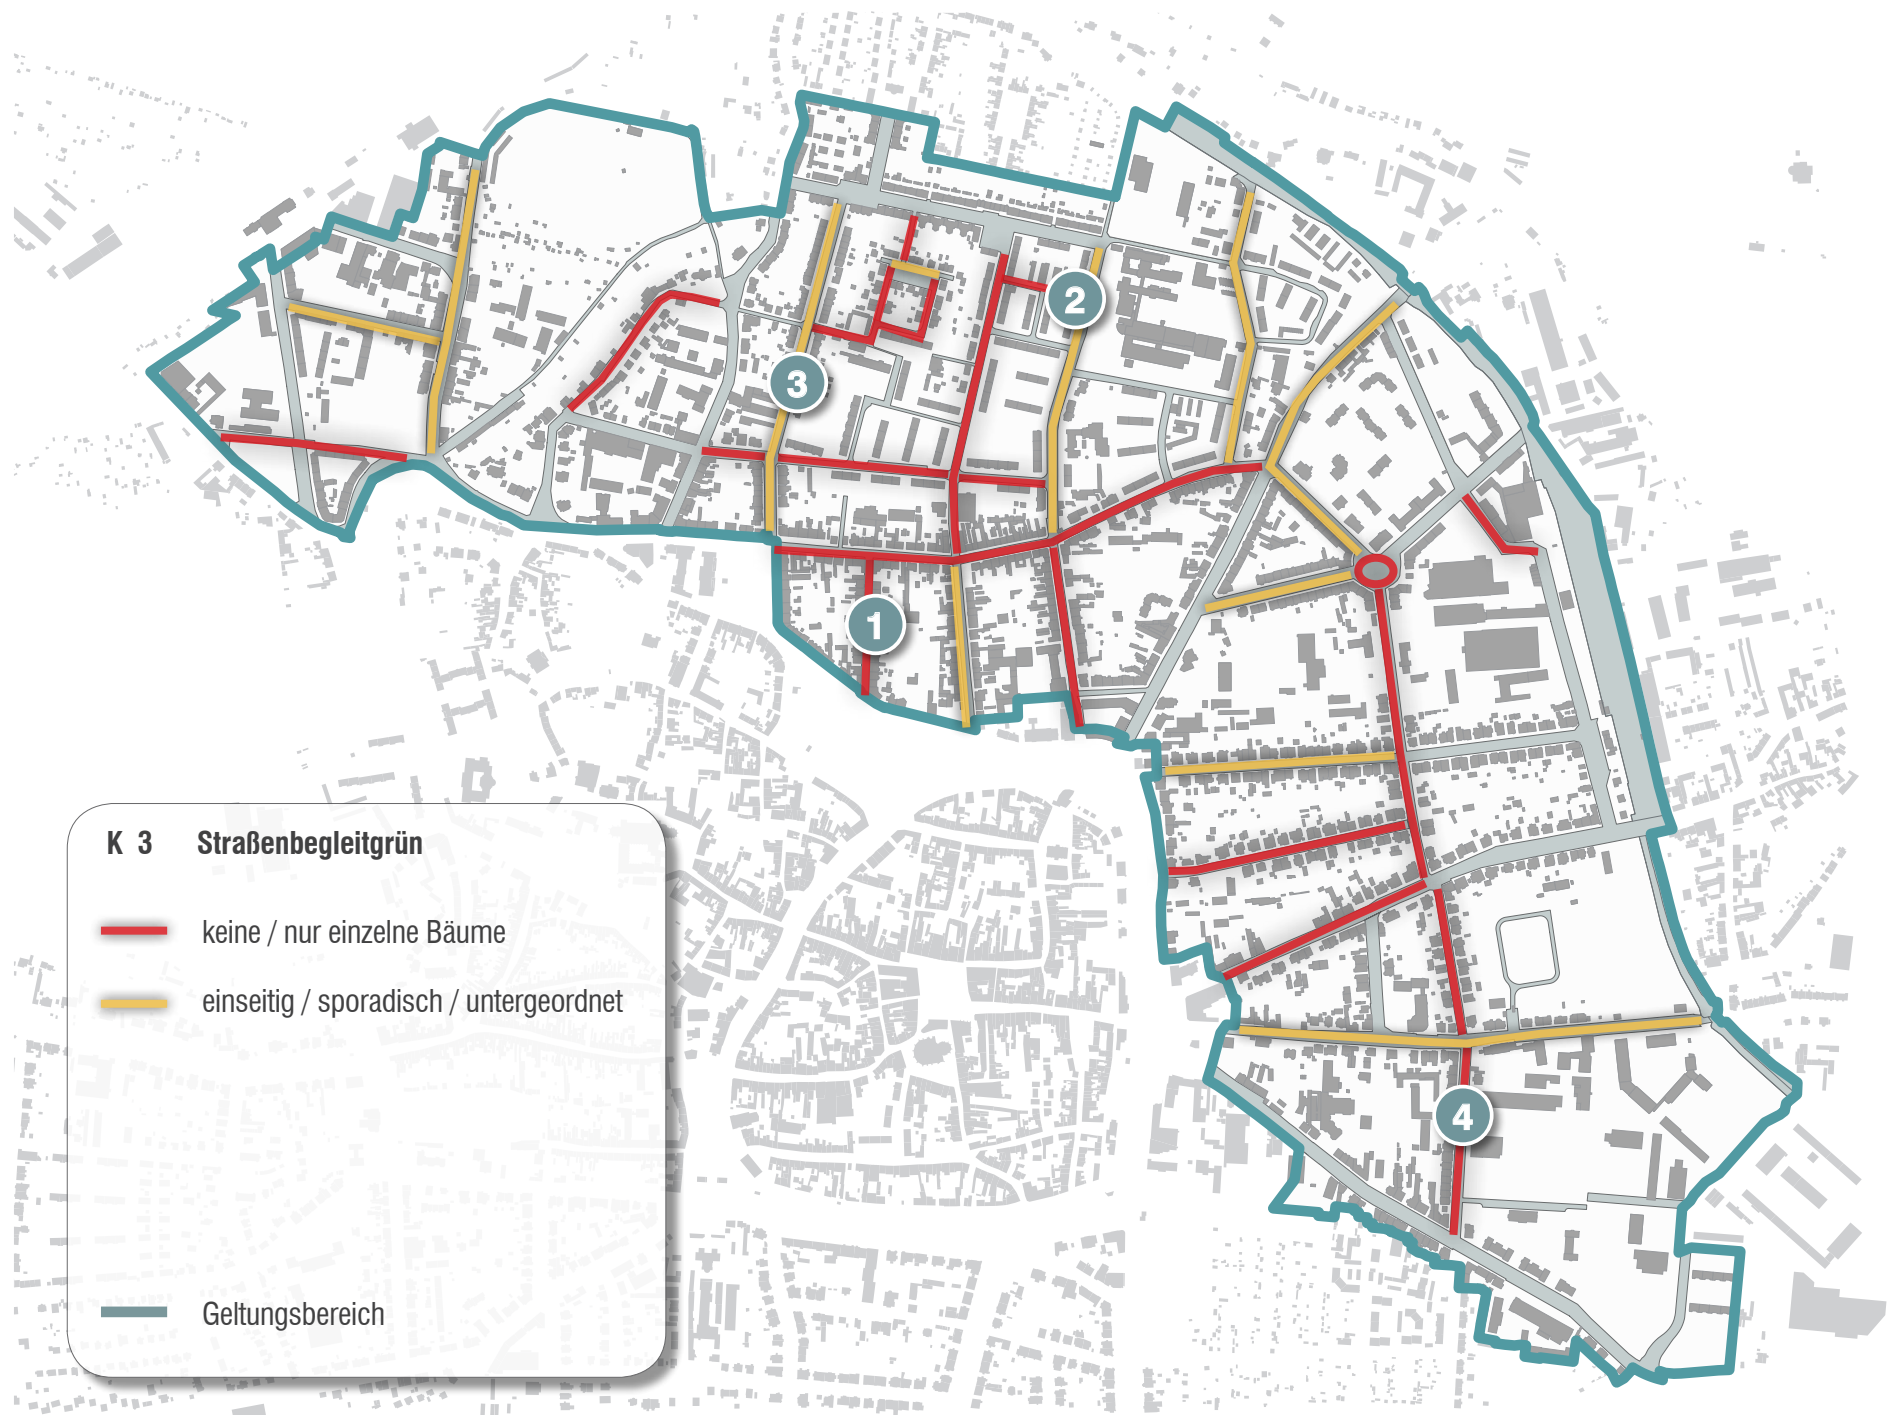 2
3
1
4
K 3 Straßenbegleitgrün
keine / nur einzelne Bäume
einseitig / sporadisch / untergeordnet
Geltungsbereich